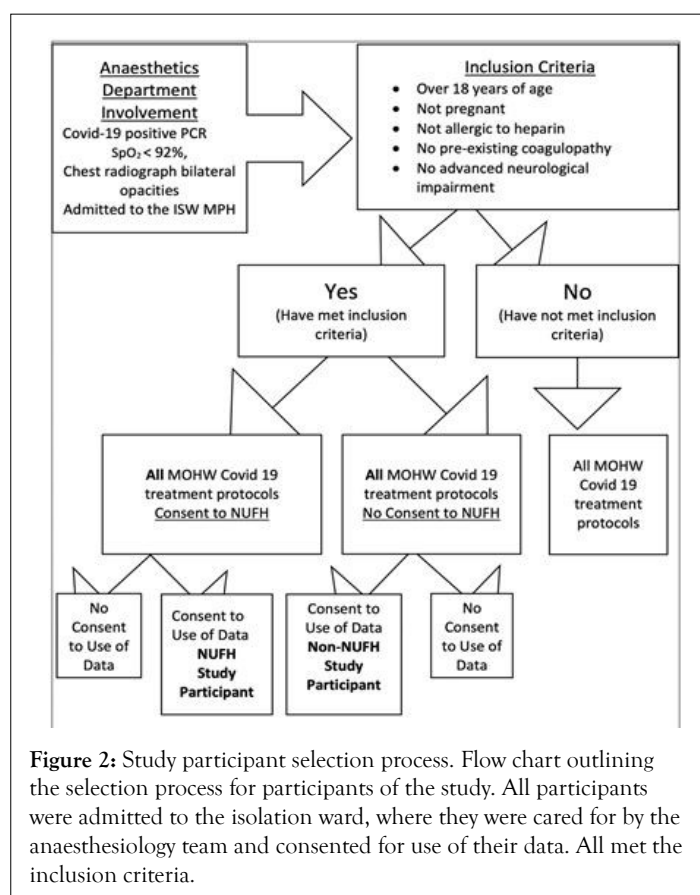 Anaesthetics
Department
Involvement
Covid-19 positive PCR
SpO₂ < 92%,
Chest radiograph bilateral
opacities
Admitted to the ISW MPH
Inclusion Criteria
• Over 18 years of age
• Not pregnant
• Not allergic to heparin
• No pre-existing coagulopathy
• No advanced neurological
impairment
Yes
(Have met inclusion
criteria)
No
(Have not met inclusion
criteria)
All MOHW Covid 19
treatment protocols
Consent to NUFH
All MOHW Covid 19
treatment protocols
No Consent to NUFH
All MOHW
Covid 19
treatment
protocols
No
Consent
to Use of
Data
Consent to
Use of Data
NUFH
Study
Participant
Consent to
Use of Data
Non-NUFH
Study
Participant
No
Consent
to Use of
Data
Figure 2: Study participant selection process. Flow chart outlining
the selection process for participants of the study. All participants
were admitted to the isolation ward, where they were cared for by the
anaesthesiology team and consented for use of their data. All met the
inclusion criteria.